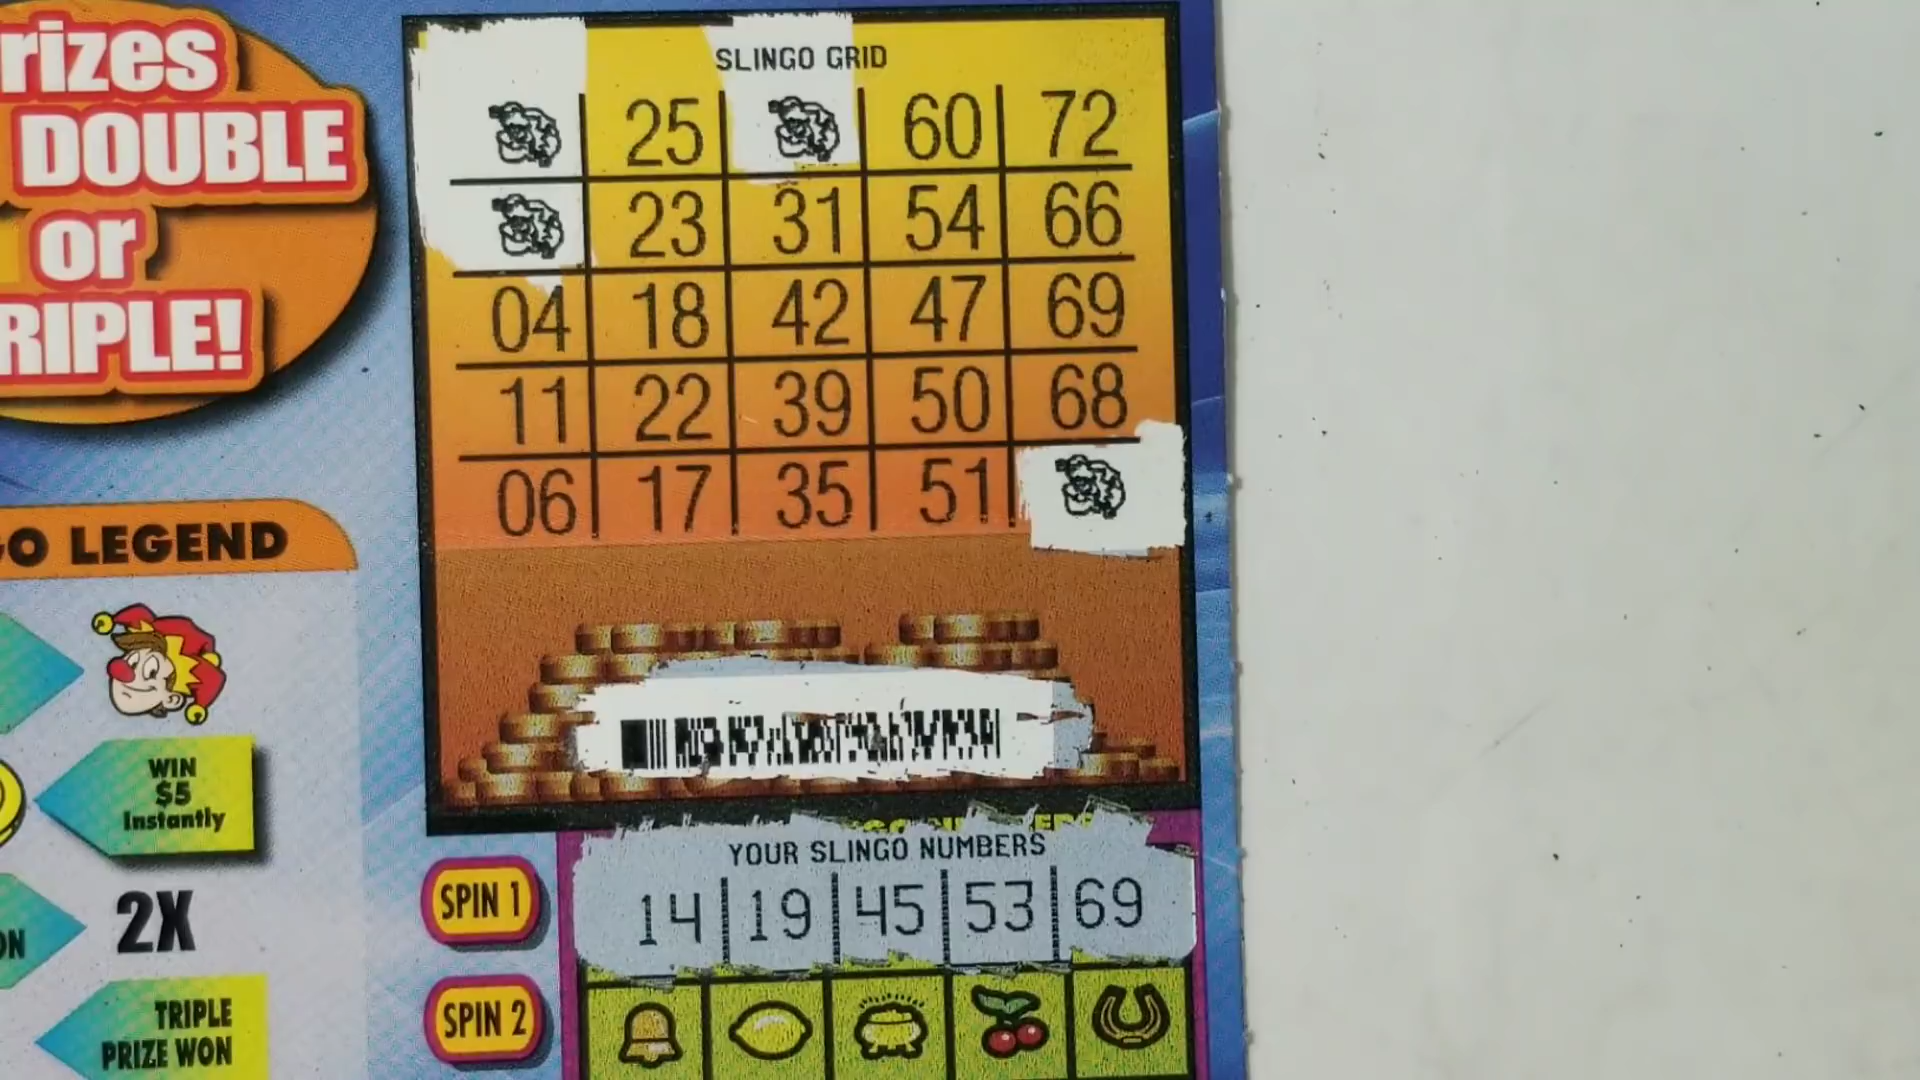 rizes
DOUBLE
or
RIPLE!
SLINGO GRID
25 60 72
23 31 54 66
04 18 42 47 69
11 22 39 50 68
06 17 35 51
GO LEGEND
WIN
$5
Instantly
2X
ON
TRIPLE
PRIZE WON
YOUR SLINGO NUMBERS
SPIN 1
14 19 45 53 69
SPIN 2